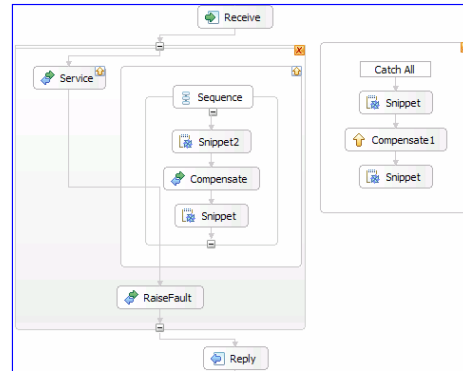 Receive
Service
Sequence
Snippet2
Compensate
Snippet
RaiseFault
Reply
Catch All
Snippet
Compensate1
Snippet